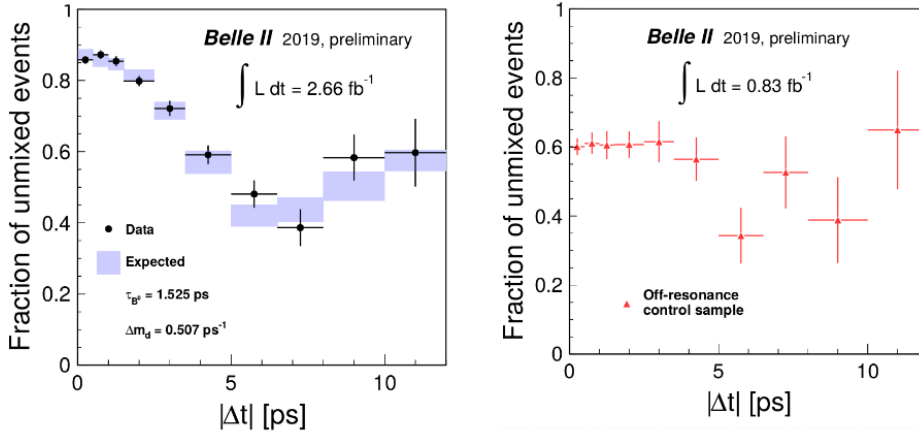 Belle II 2019, preliminary
∫ L dt = 2.66 fb⁻¹
Fraction of unmixed events
1
0.8
0.6
0.4
0.2
0
Data
Expected
τ_B⁰ = 1.525 ps
Δm_d = 0.507 ps⁻¹
0 5 10
|Δt| [ps]
Belle II 2019, preliminary
∫ L dt = 0.83 fb⁻¹
Fraction of unmixed events
1
0.8
0.6
0.4
0.2
0
Off-resonance
control sample
0 5 10
|Δt| [ps]